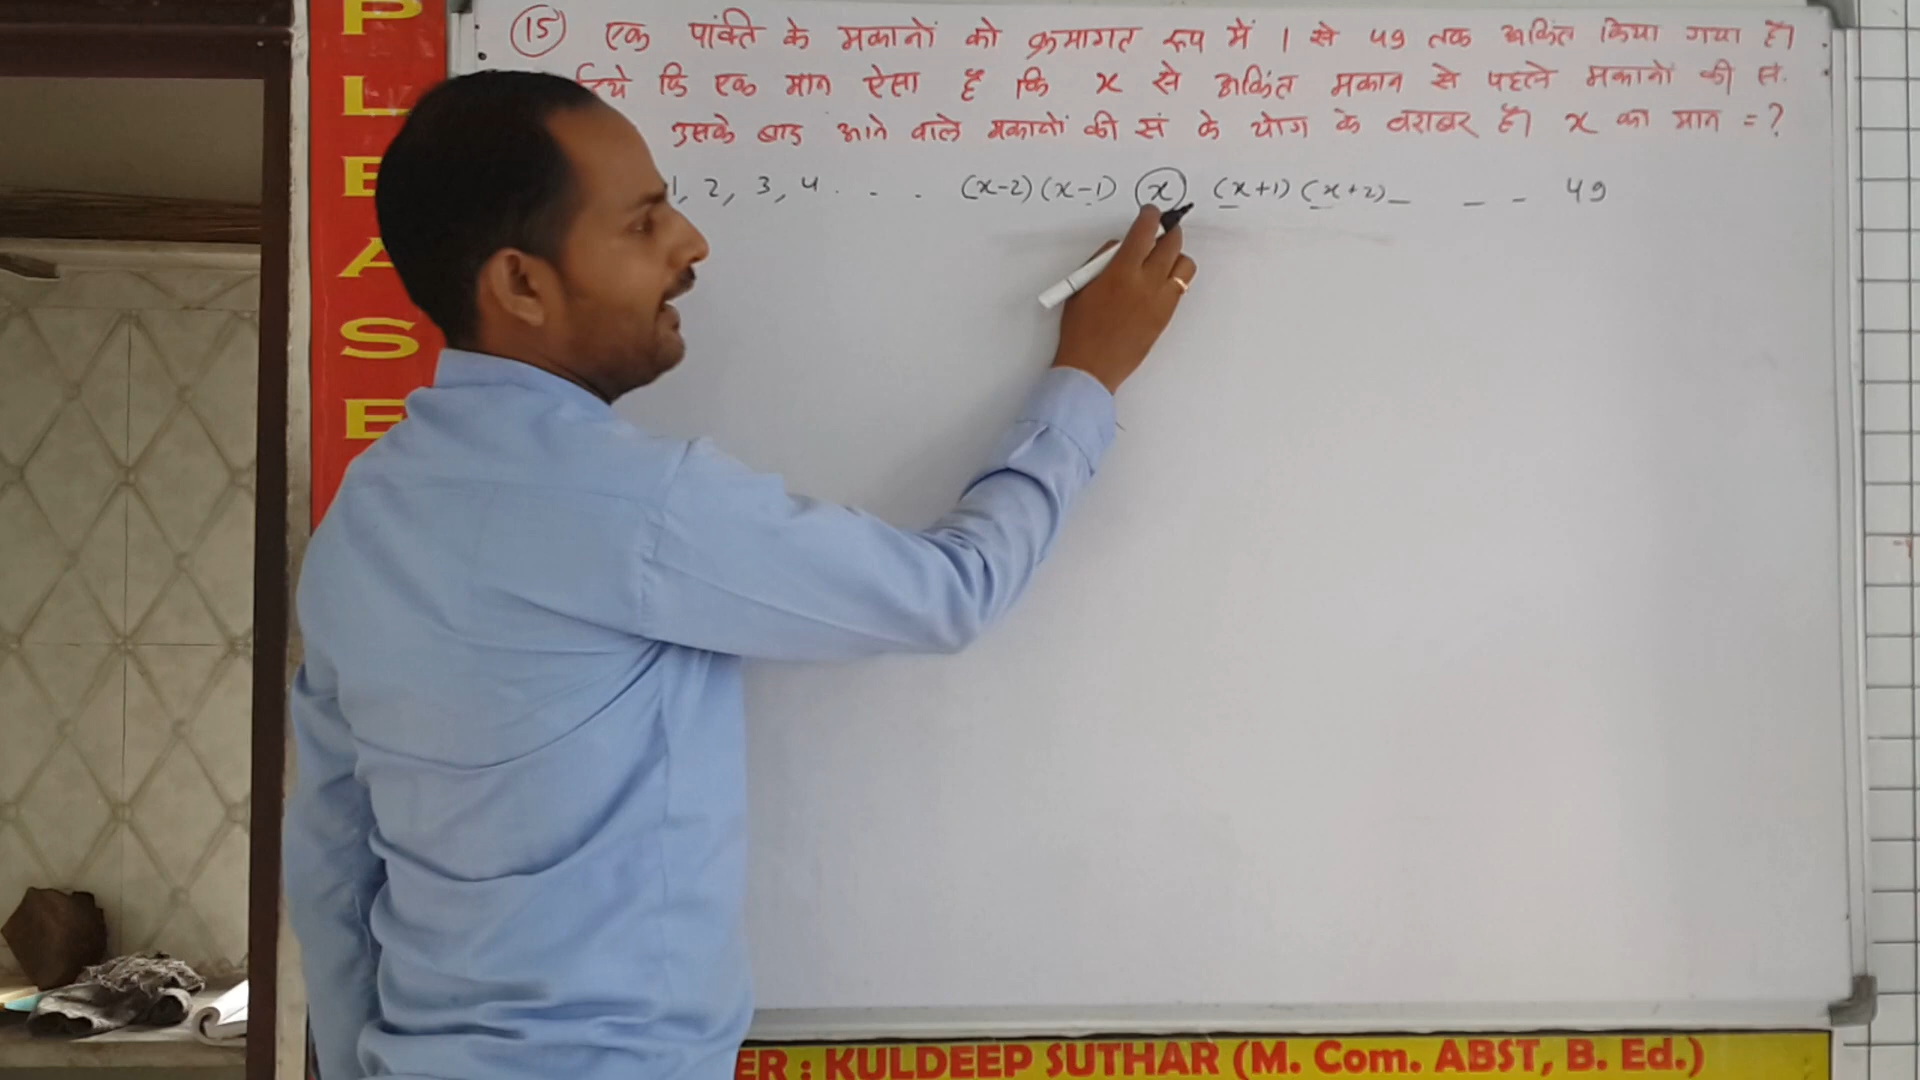 PLEASE
(15) एक पांक्ति के मकानों को क्रमागत रूप में 1 से 49 तक अंकित किया गया है।
दिये कि एक मान ऐसा है कि x से अंकित मकान से पहले मकानों की सं.
उसके बाद आने वाले मकानों की सं के योग के बराबर है। x का मान = ?
1, 2, 3, 4 . . . (x-2) (x-1) (x), (x+1) (x+2) _ _ _ _ 49
ER : KULDEEP SUTHAR (M. Com. ABST, B. Ed.)